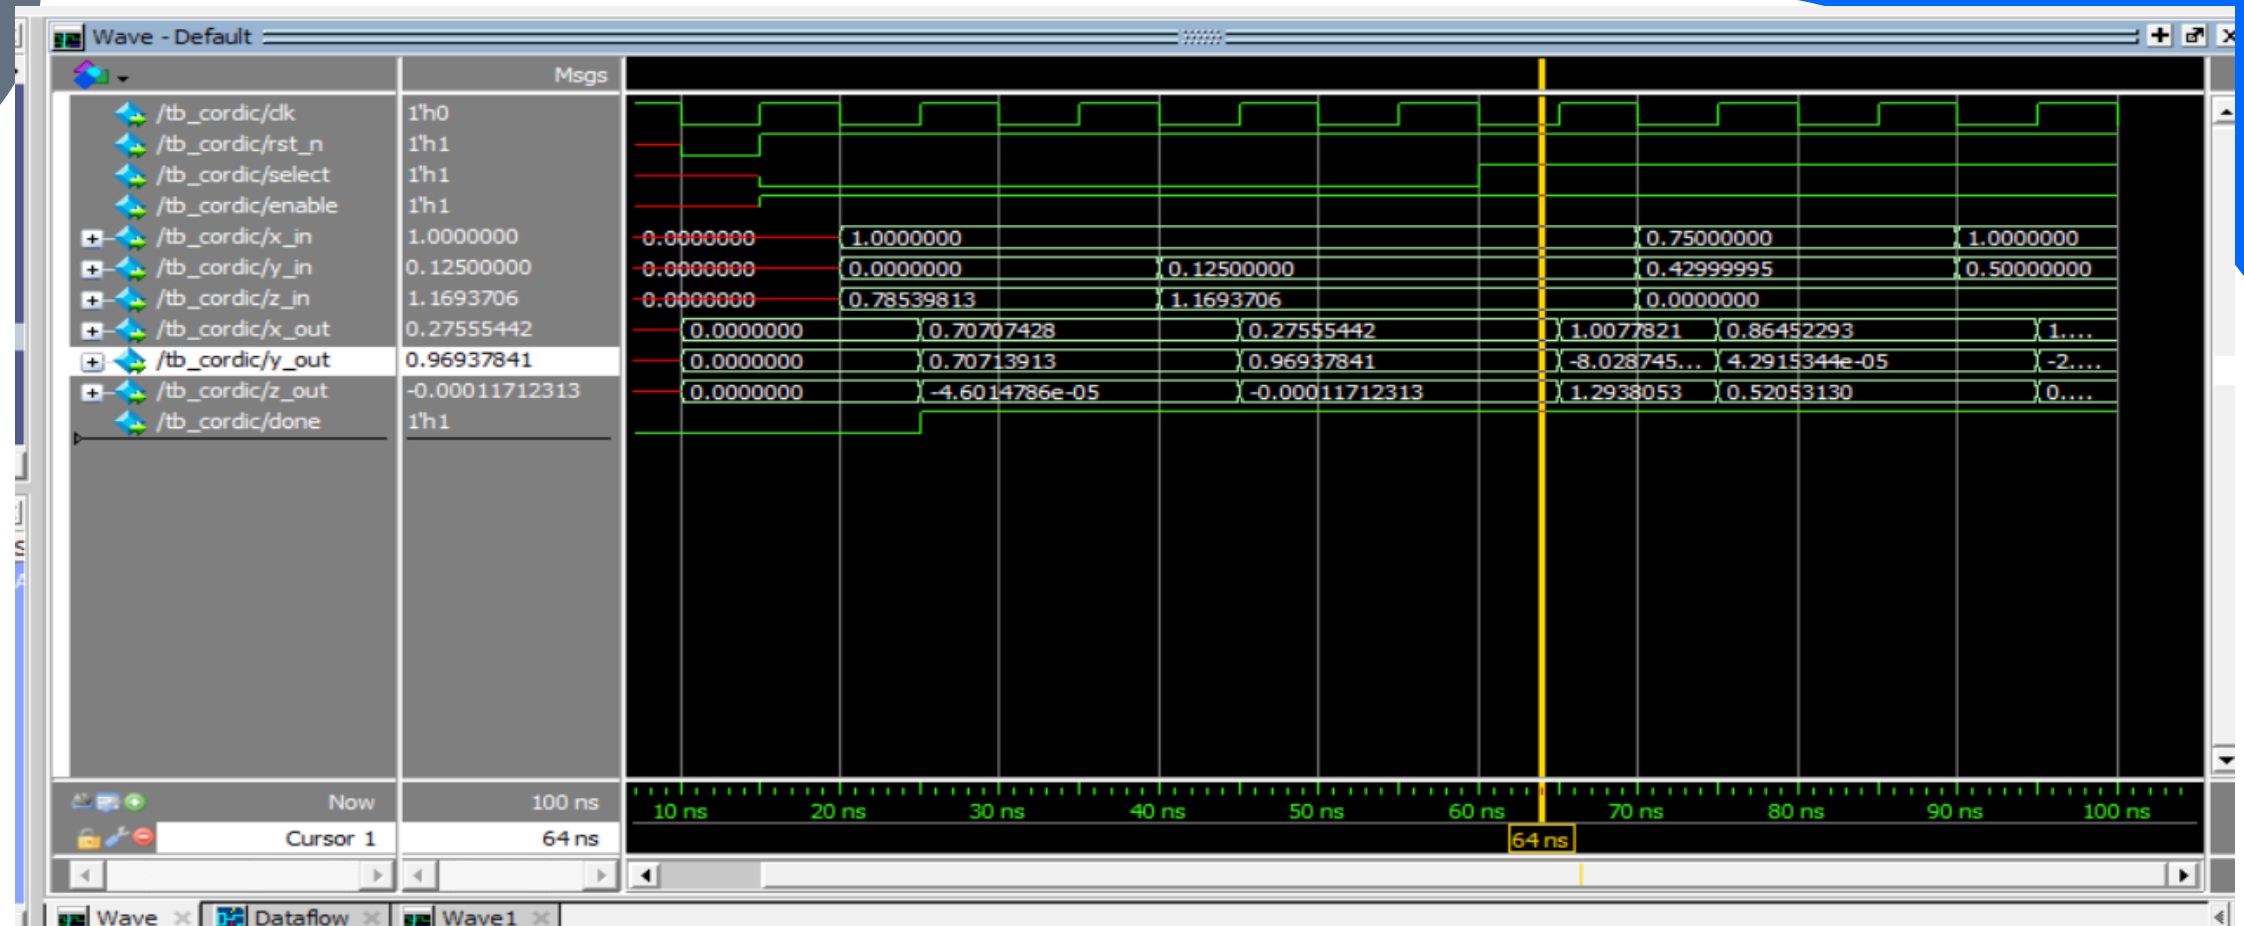 Wave - Default
Msgs
/tb_cordic/clk 1'h0
/tb_cordic/rst_n 1'h1
/tb_cordic/select 1'h1
/tb_cordic/enable 1'h1
/tb_cordic/x_in 1.0000000 0.0000000 1.0000000 0.75000000 1.0000000
/tb_cordic/y_in 0.12500000 0.0000000 0.0000000 0.12500000 0.42999995 0.50000000
/tb_cordic/z_in 1.1693706 0.0000000 0.78539813 1.1693706 0.0000000
/tb_cordic/x_out 0.27555442 0.0000000 0.70707428 0.27555442 1.0077821 0.86452293 1....
/tb_cordic/y_out 0.96937841 0.0000000 0.70713913 0.96937841 -8.028745... 4.2915344e-05 -2....
/tb_cordic/z_out -0.00011712313 0.0000000 -4.6014786e-05 -0.00011712313 1.2938053 0.52053130 0....
/tb_cordic/done 1'h1
Now 100 ns 10 ns 20 ns 30 ns 40 ns 50 ns 60 ns 70 ns 80 ns 90 ns 100 ns
Cursor 1 64 ns 64 ns
Wave Dataflow Wave1